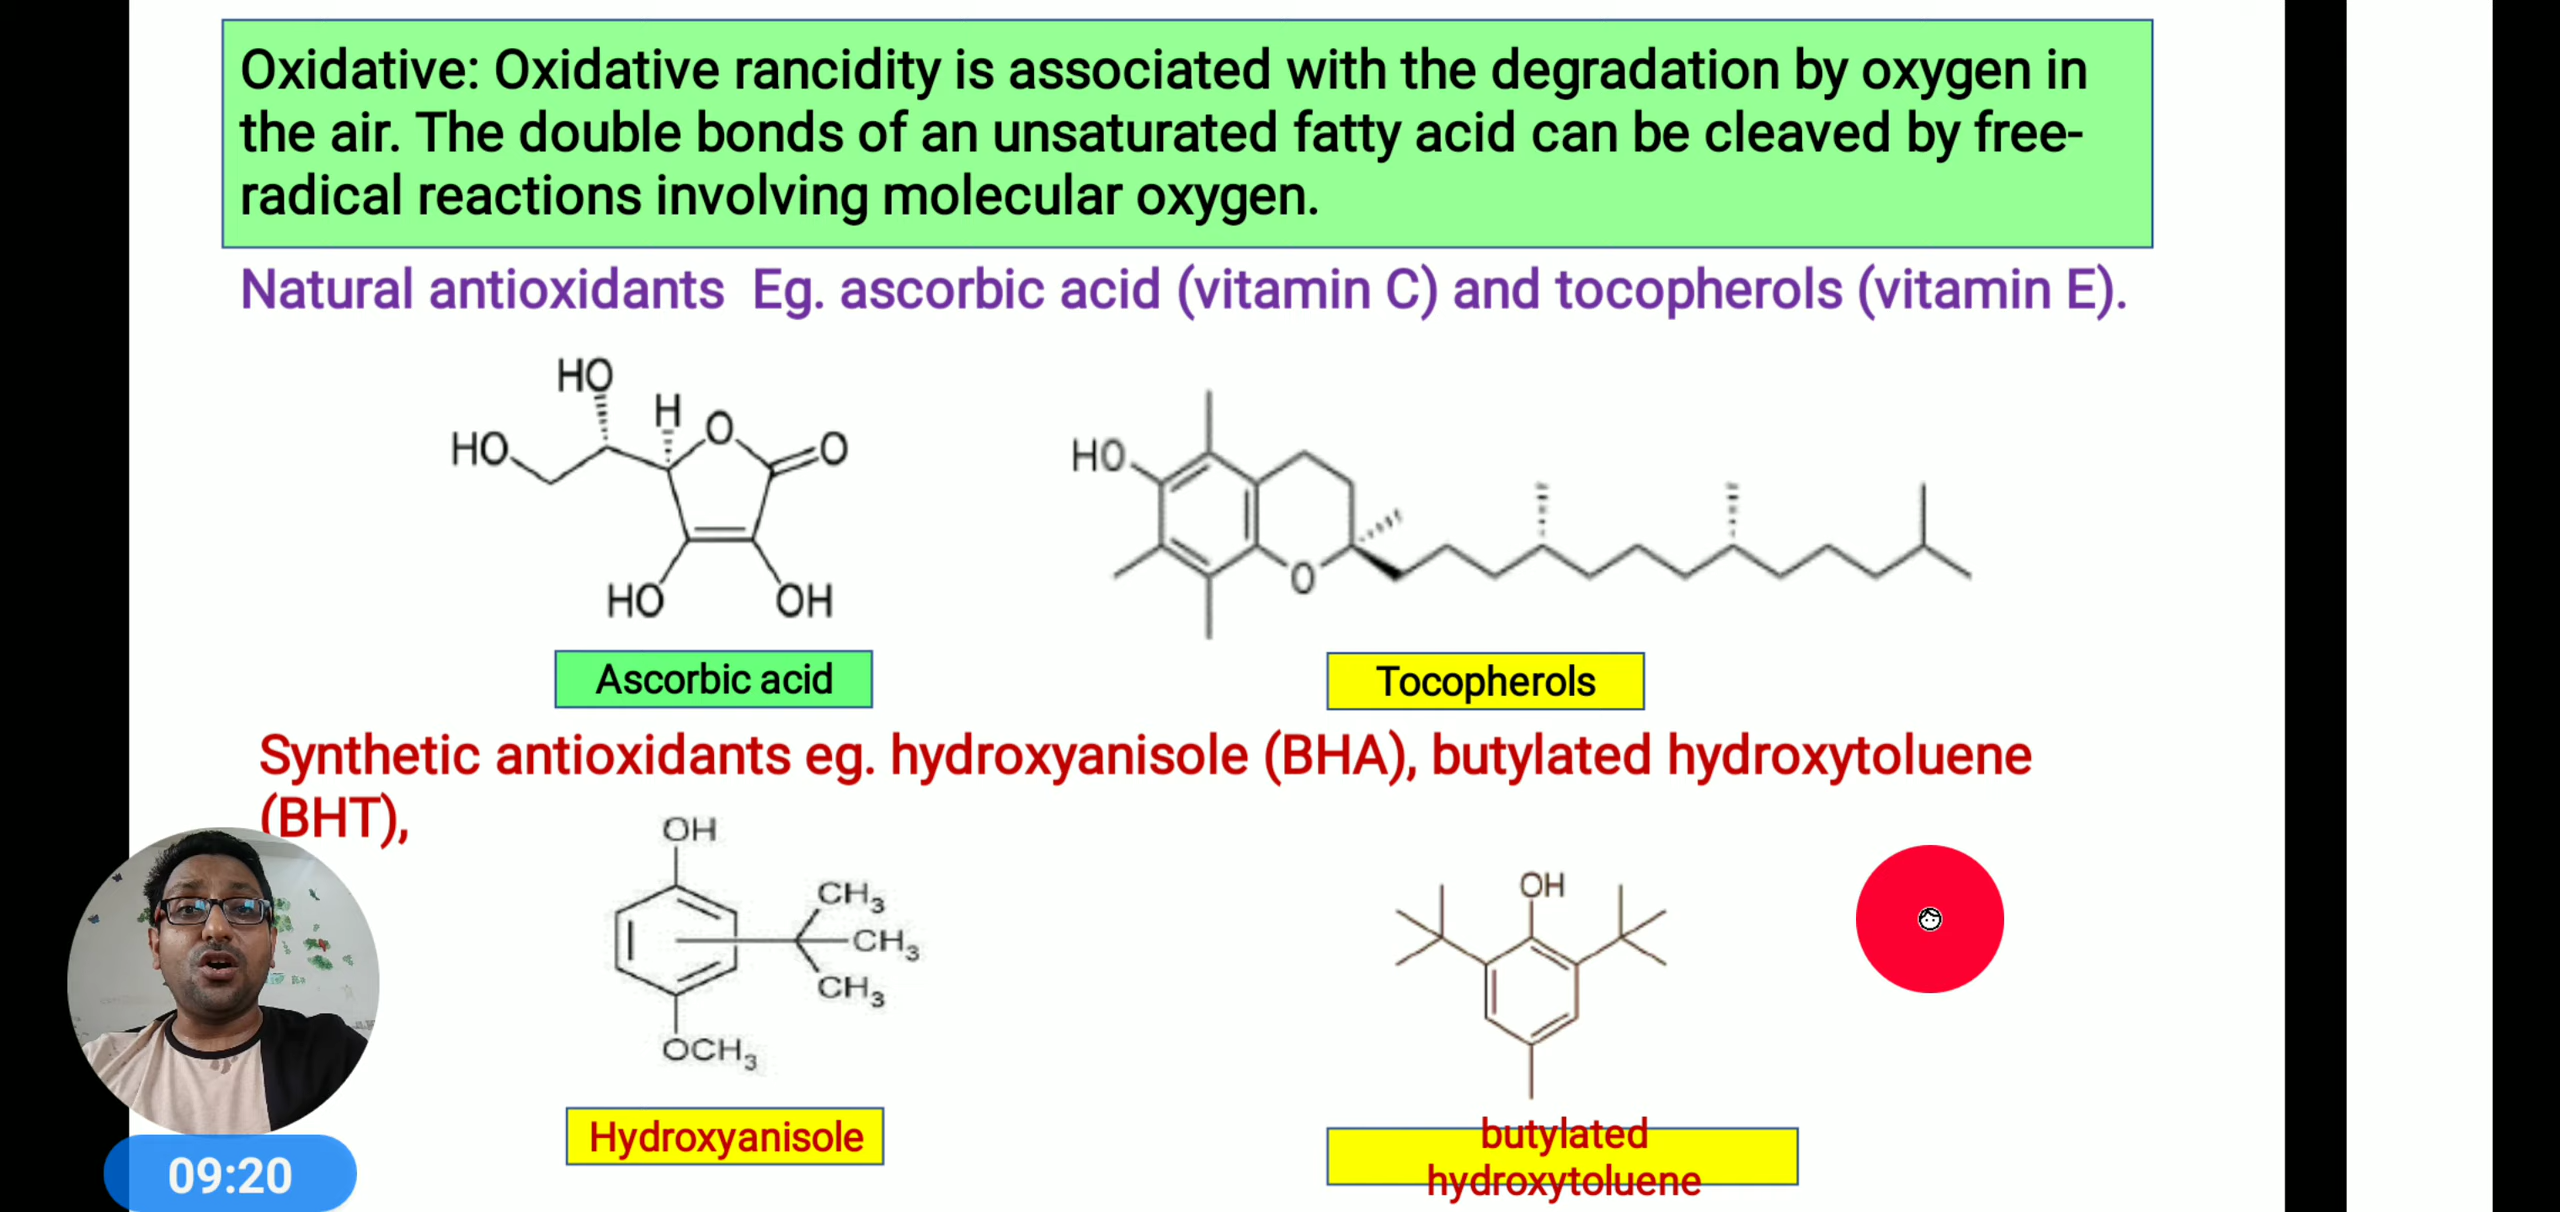 Oxidative: Oxidative rancidity is associated with the degradation by oxygen in
the air. The double bonds of an unsaturated fatty acid can be cleaved by free-
radical reactions involving molecular oxygen.
Natural antioxidants Eg. ascorbic acid (vitamin C) and tocopherols (vitamin E).
HO
H
O
HO
O
HO
OH
HO
O
Ascorbic acid
Tocopherols
Synthetic antioxidants eg. hydroxyanisole (BHA), butylated hydroxytoluene
(BHT),
OH
CH3
CH3
CH3
OCH3
OH
Hydroxyanisole
butylated
hydroxytoluene
09:20